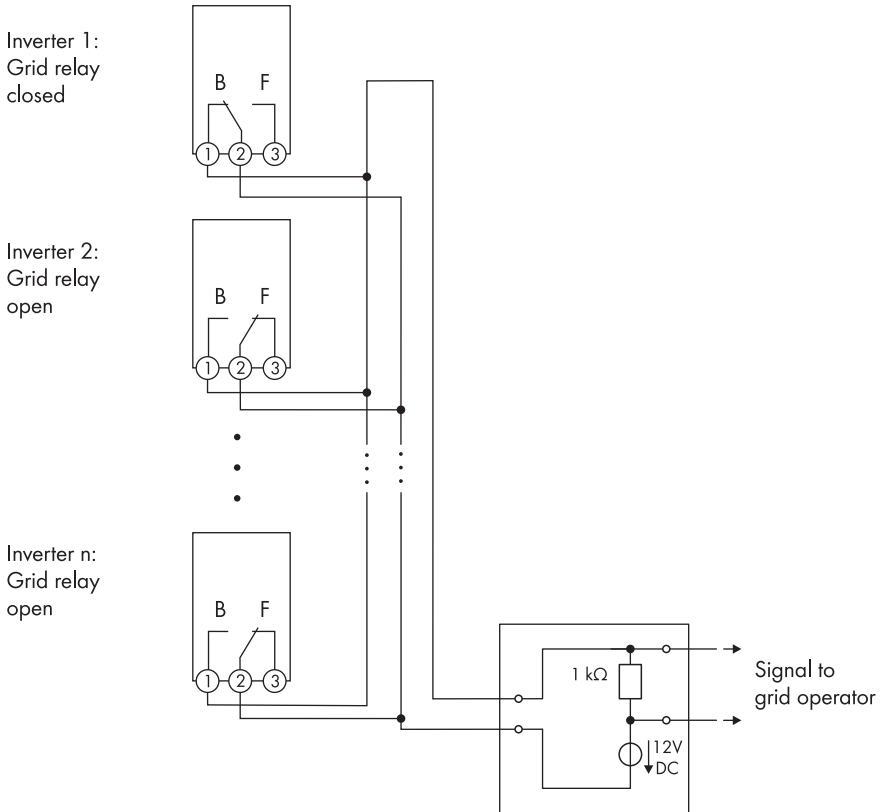 Inverter 1:
Grid relay
closed
B F
1 2 3
Inverter 2:
Grid relay
open
B F
1 2 3
Inverter n:
Grid relay
open
B F
1 2 3
1 kΩ
12V
DC
Signal to
grid operator